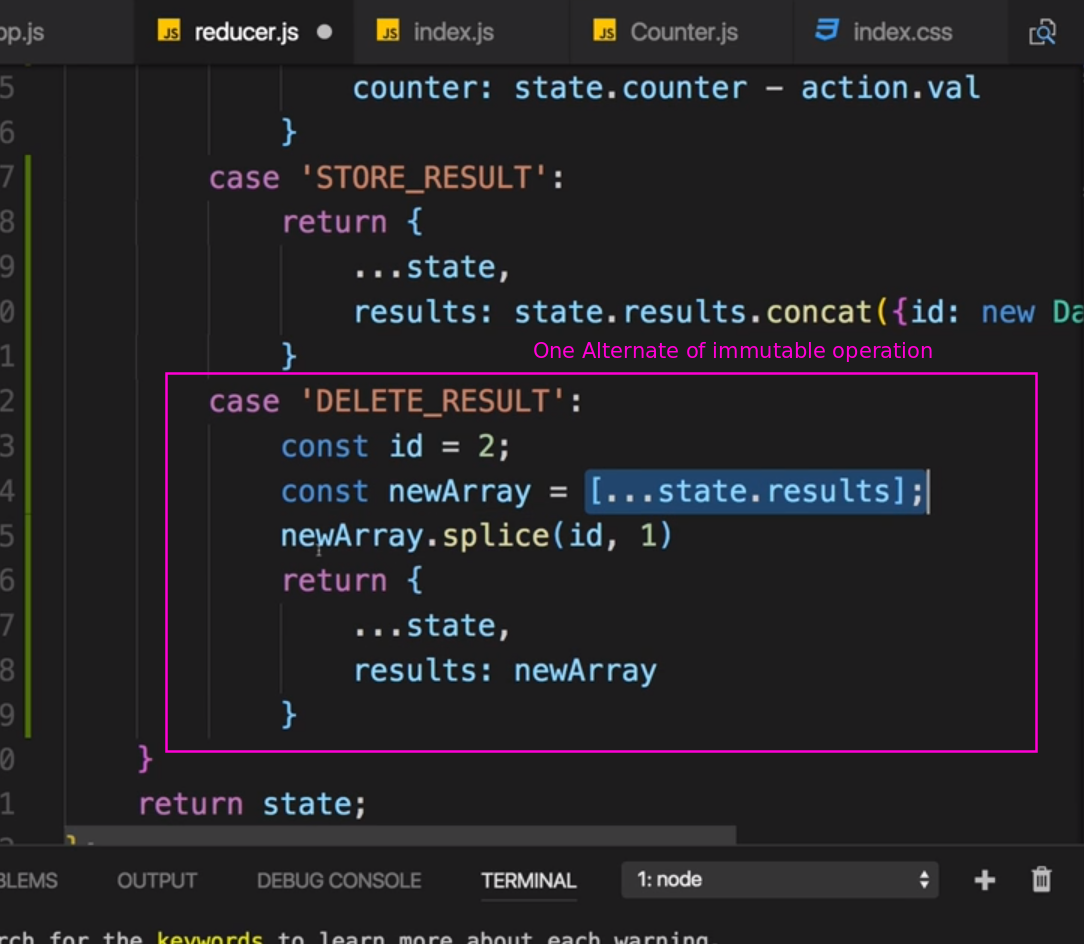 pp.js JS reducer.js JS index.js JS Counter.js index.css
5 counter: state.counter - action.val
6 }
7 case 'STORE_RESULT':
8 return {
9 ...state,
0 results: state.results.concat({id: new Da
1 }
One Alternate of immutable operation
2 case 'DELETE_RESULT':
3 const id = 2;
4 const newArray = [...state.results];
5 newArray.splice(id, 1)
6 return {
7 ...state,
8 results: newArray
9 }
0 }
1 return state;
BLEMS OUTPUT DEBUG CONSOLE TERMINAL 1: node
rch for the keywords to learn more about each warning.